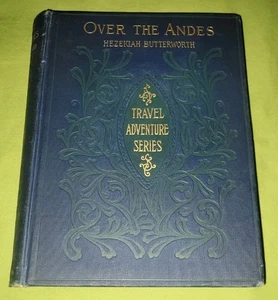 OVER THE ANDES
HEZEKIAH BUTTERWORTH
TRAVEL
ADVENTURE
SERIES